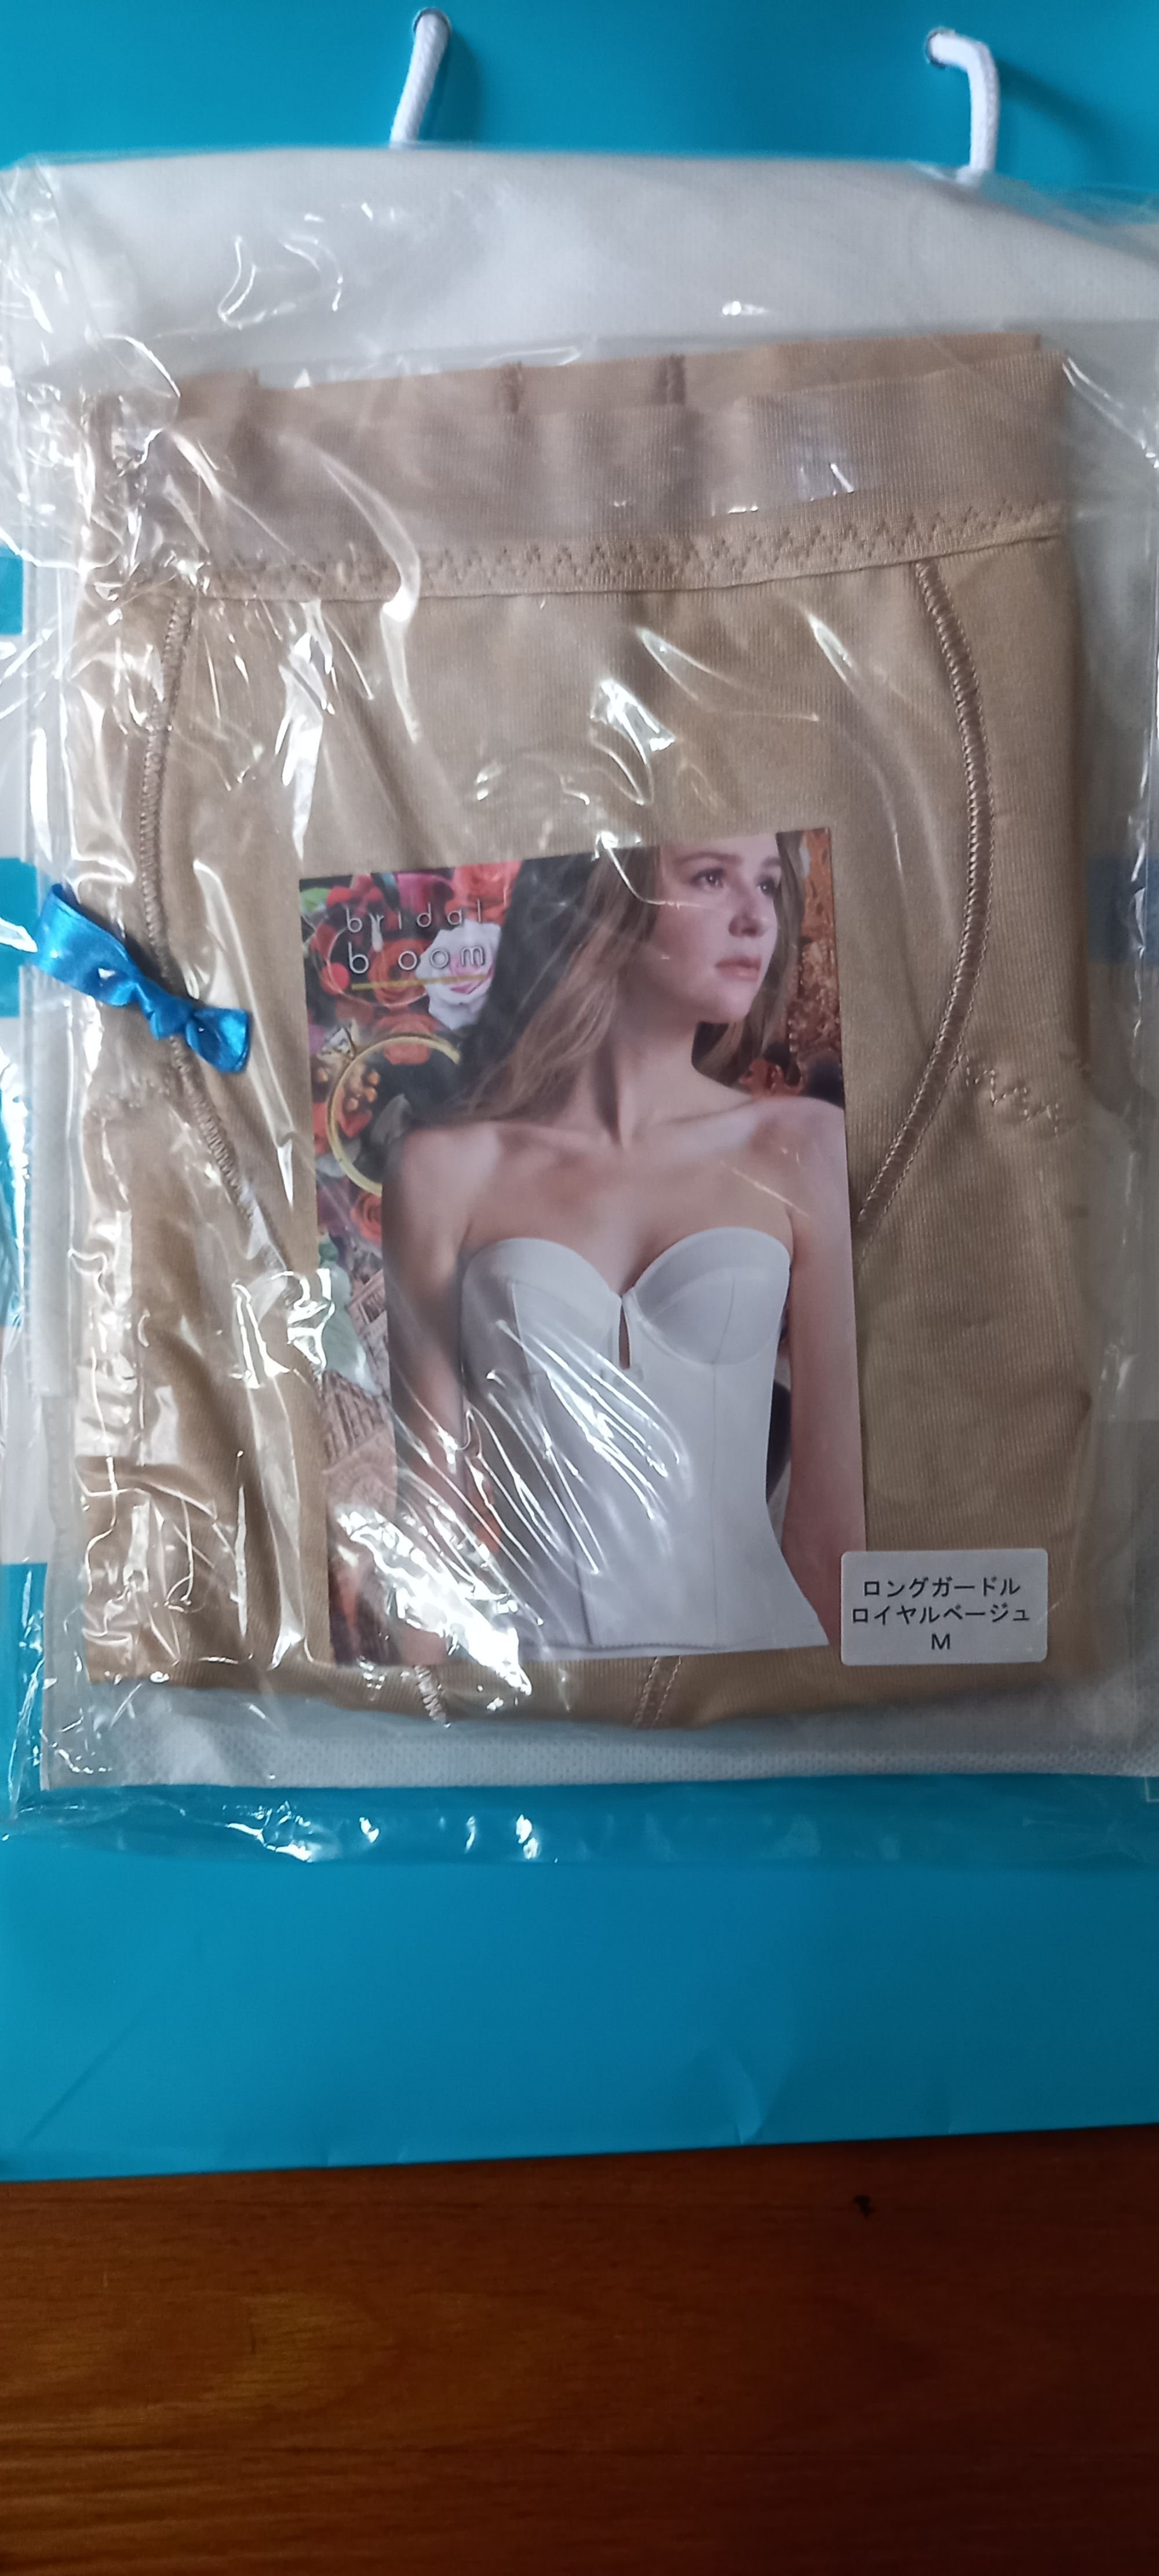 bridal
bloom
ロングガードル
ロイヤルベージュ
M